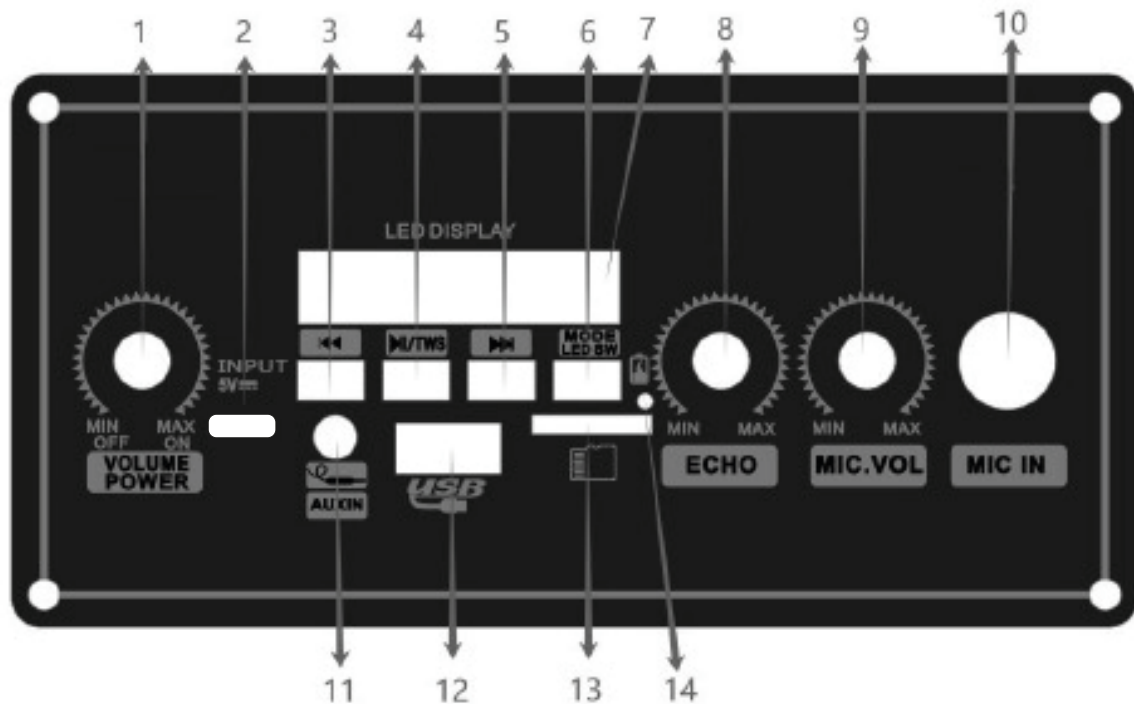 1 2 3 4 5 6 7 8 9 10
LED DISPLAY
/TWS
MODE
LED SW
INPUT
5V
MIN MAX
OFF ON
VOLUME
POWER
MIN MAX
ECHO
MIN MAX
MIC.VOL
MIC IN
AUXIN
USB
11 12 13 14